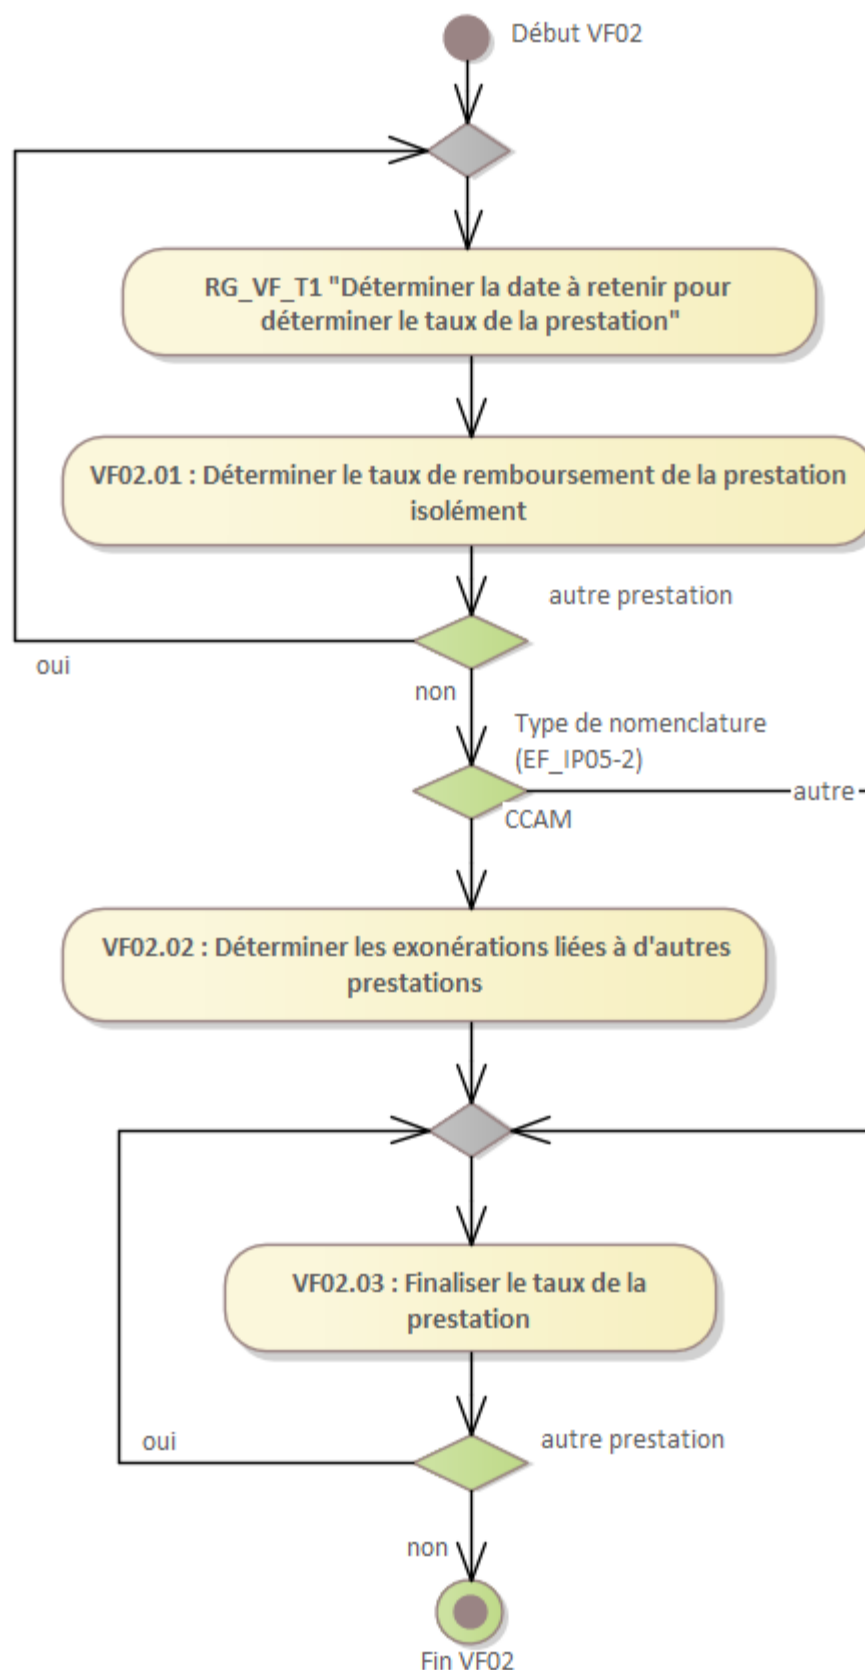 Début VF02
RG_VF_T1 "Déterminer la date à retenir pour
déterminer le taux de la prestation"
VF02.01 : Déterminer le taux de remboursement de la prestation
isolément
autre prestation
oui
non
Type de nomenclature
(EF_IP05-2)
autre
CCAM
VF02.02 : Déterminer les exonérations liées à d'autres
prestations
VF02.03 : Finaliser le taux de la
prestation
autre prestation
oui
non
Fin VF02